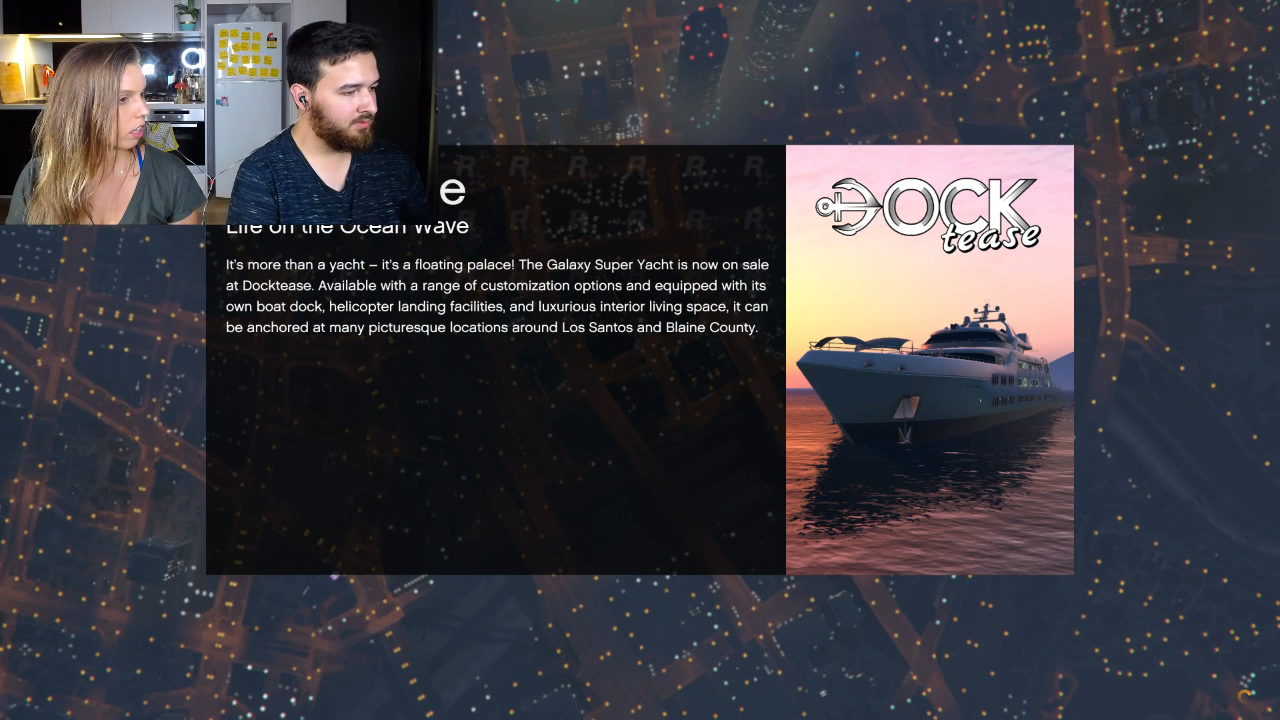 e
Life on the Ocean Wave
It's more than a yacht – it's a floating palace! The Galaxy Super Yacht is now on sale
at Docktease. Available with a range of customization options and equipped with its
own boat dock, helicopter landing facilities, and luxurious interior living space, it can
be anchored at many picturesque locations around Los Santos and Blaine County.
DOCK
tease